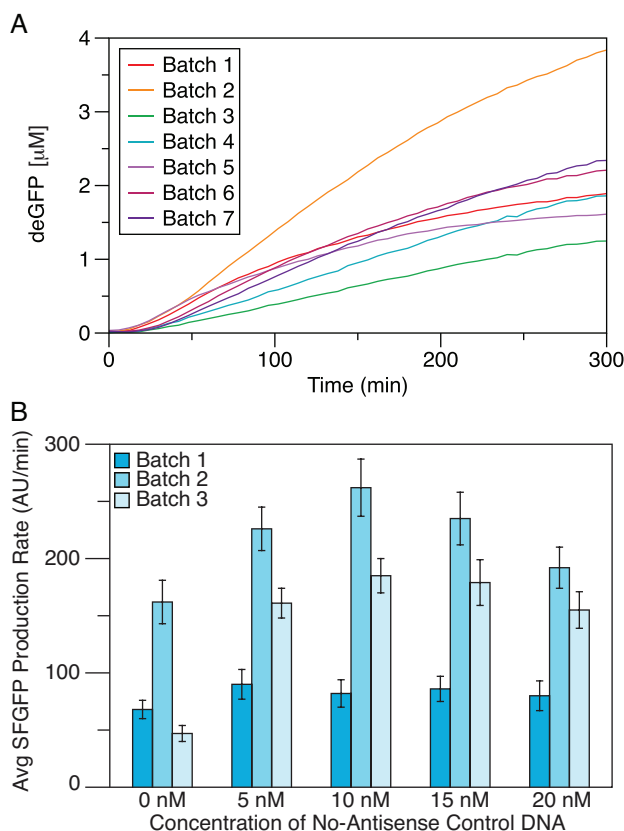 A
4
3
2
1
0
deGFP [µM]
Batch 1
Batch 2
Batch 3
Batch 4
Batch 5
Batch 6
Batch 7
0
100
200
300
Time (min)
B
300
200
100
0
Avg SFGFP Production Rate (AU/min)
Batch 1
Batch 2
Batch 3
0 nM
5 nM
10 nM
15 nM
20 nM
Concentration of No-Antisense Control DNA